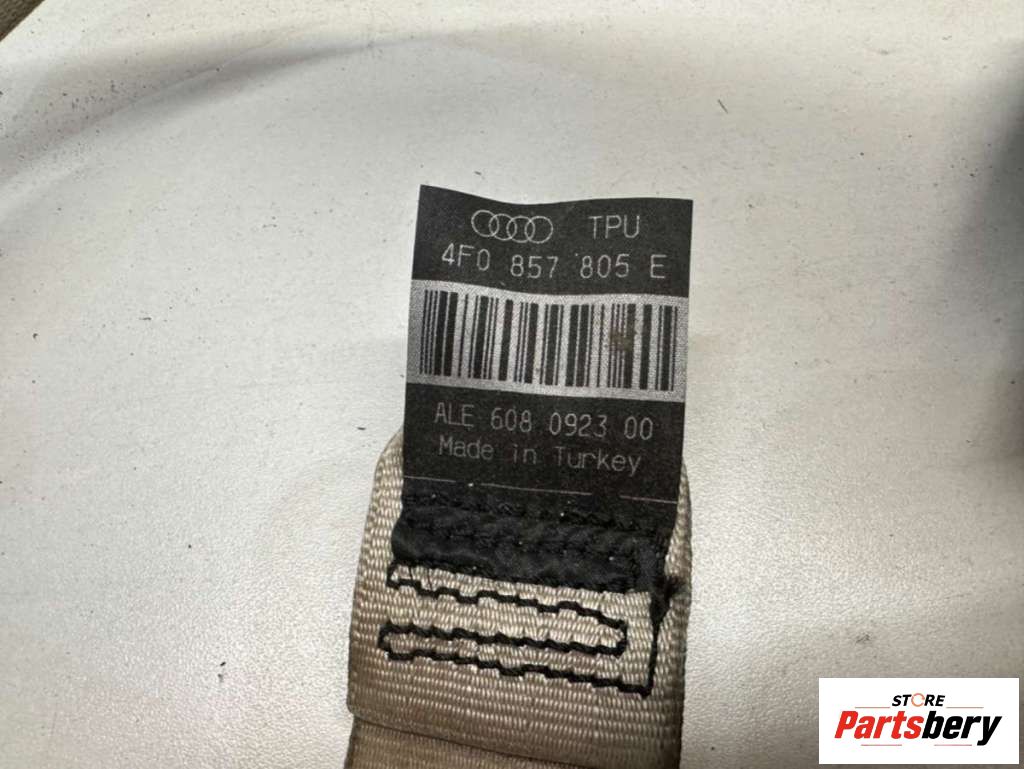 TPU
4F0 857 805 E
ALE 608 0923 00
Made in Turkey
STORE
Partsbery